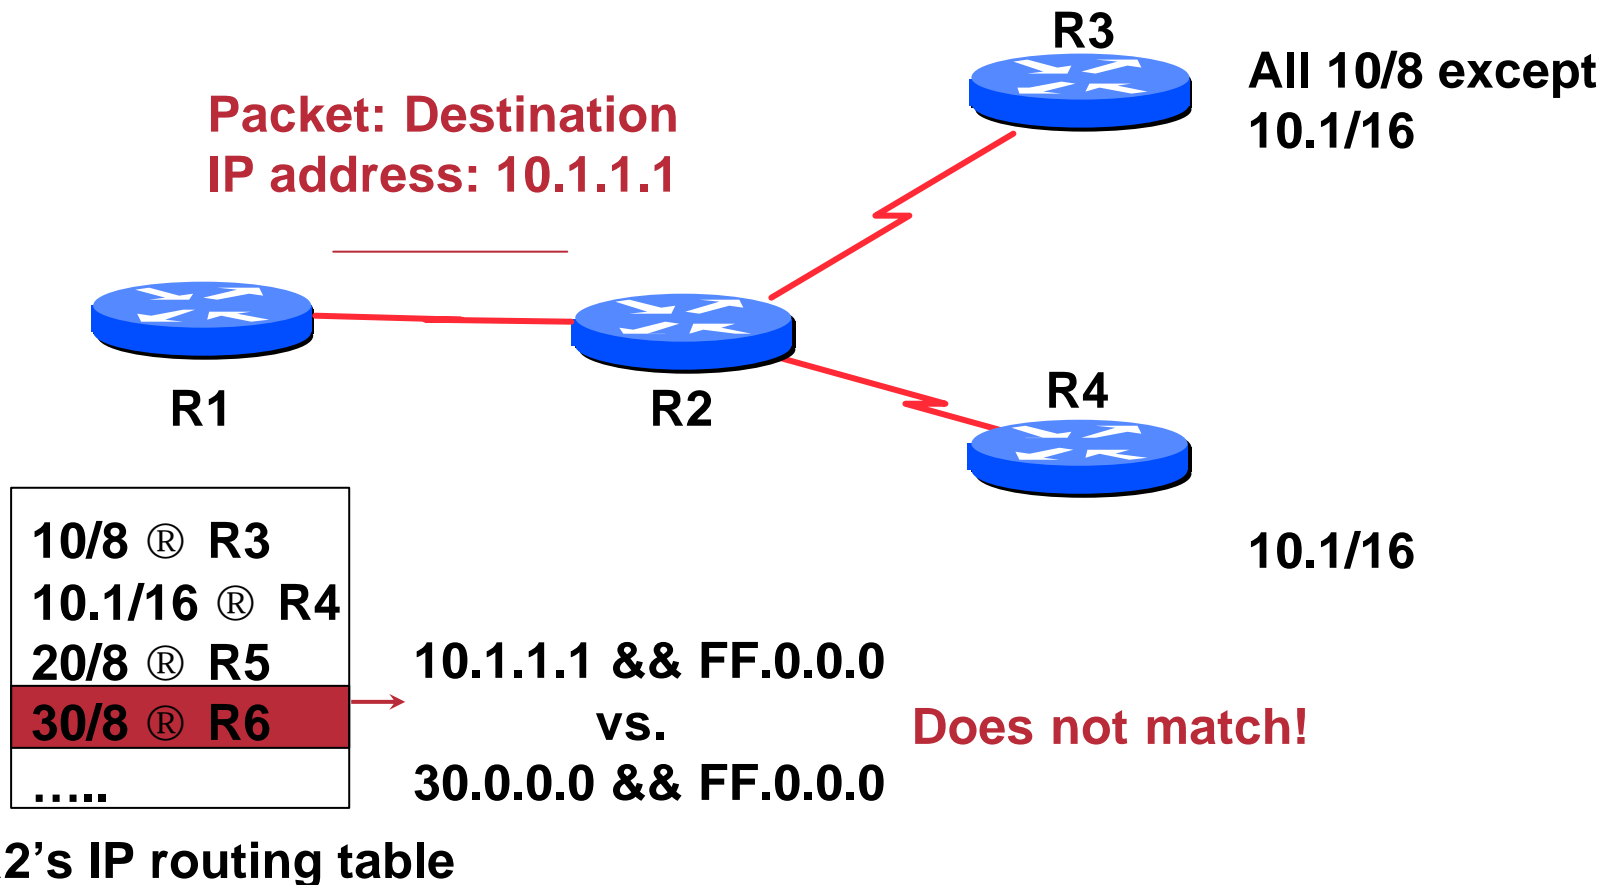 R3
All 10/8 except
10.1/16
Packet: Destination
IP address: 10.1.1.1
R1
R2
R4
10.1/16
10/8 ® R3
10.1/16 ® R4
20/8 ® R5
30/8 ® R6
…..
10.1.1.1 && FF.0.0.0
vs.
30.0.0.0 && FF.0.0.0
Does not match!
2’s IP routing table